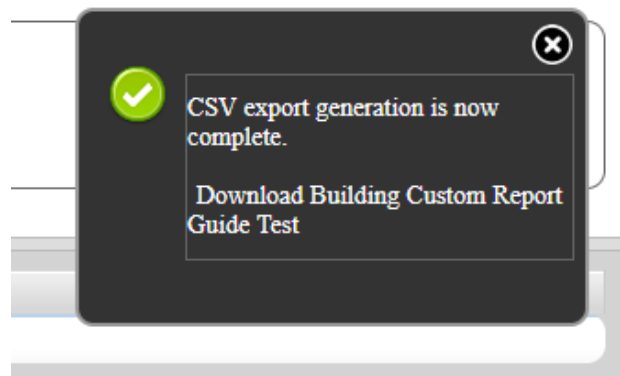 CSV export generation is now
complete.
Download Building Custom Report
Guide Test